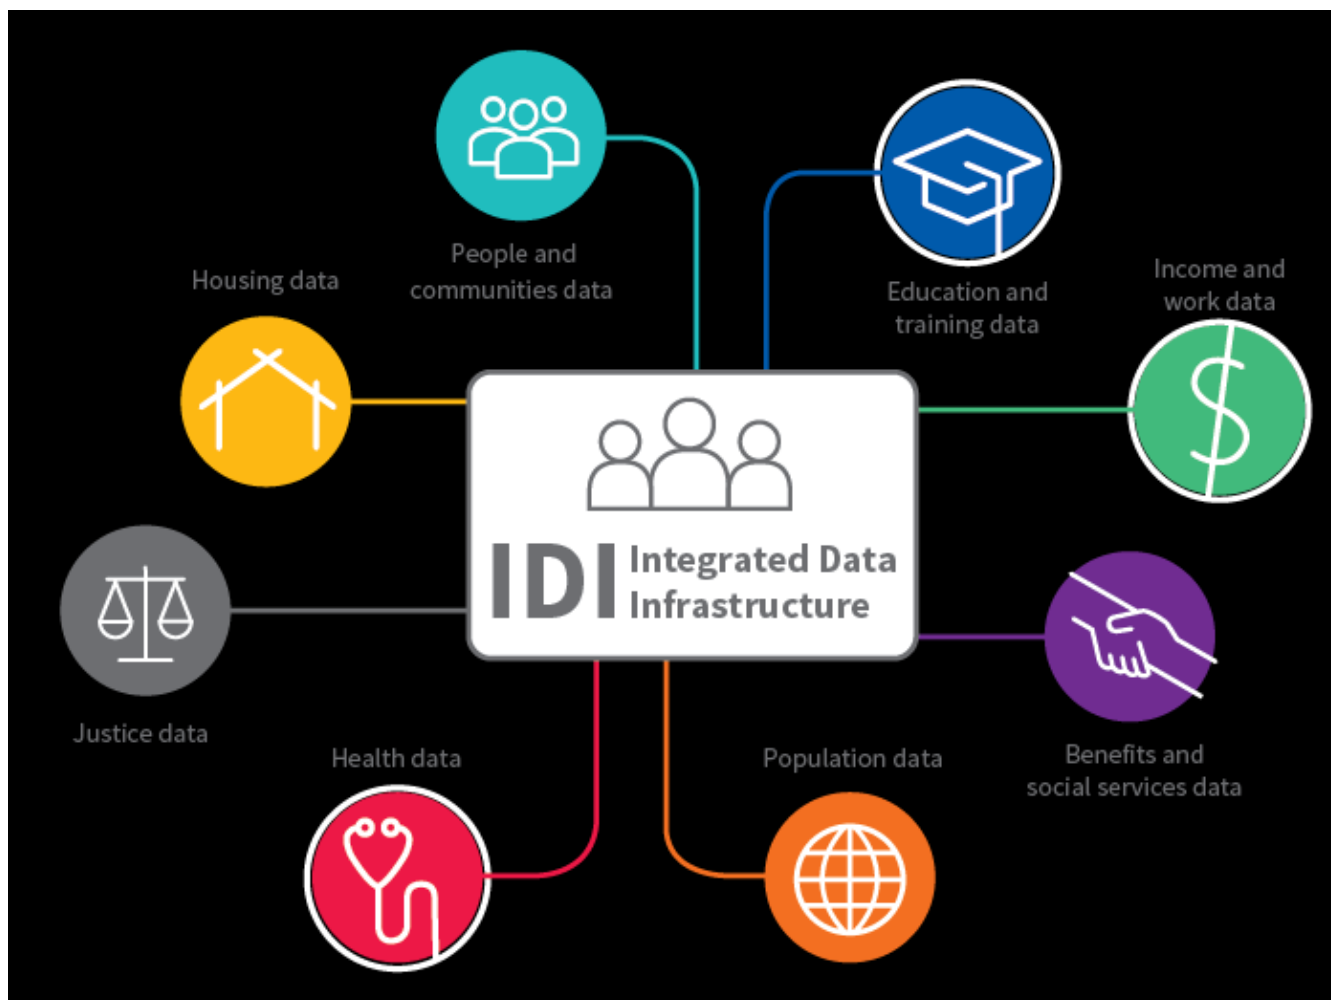 People and
communities data
Education and
training data
Housing data
Income and
work data
IDI
Integrated Data
Infrastructure
Justice data
Benefits and
social services data
Health data
Population data